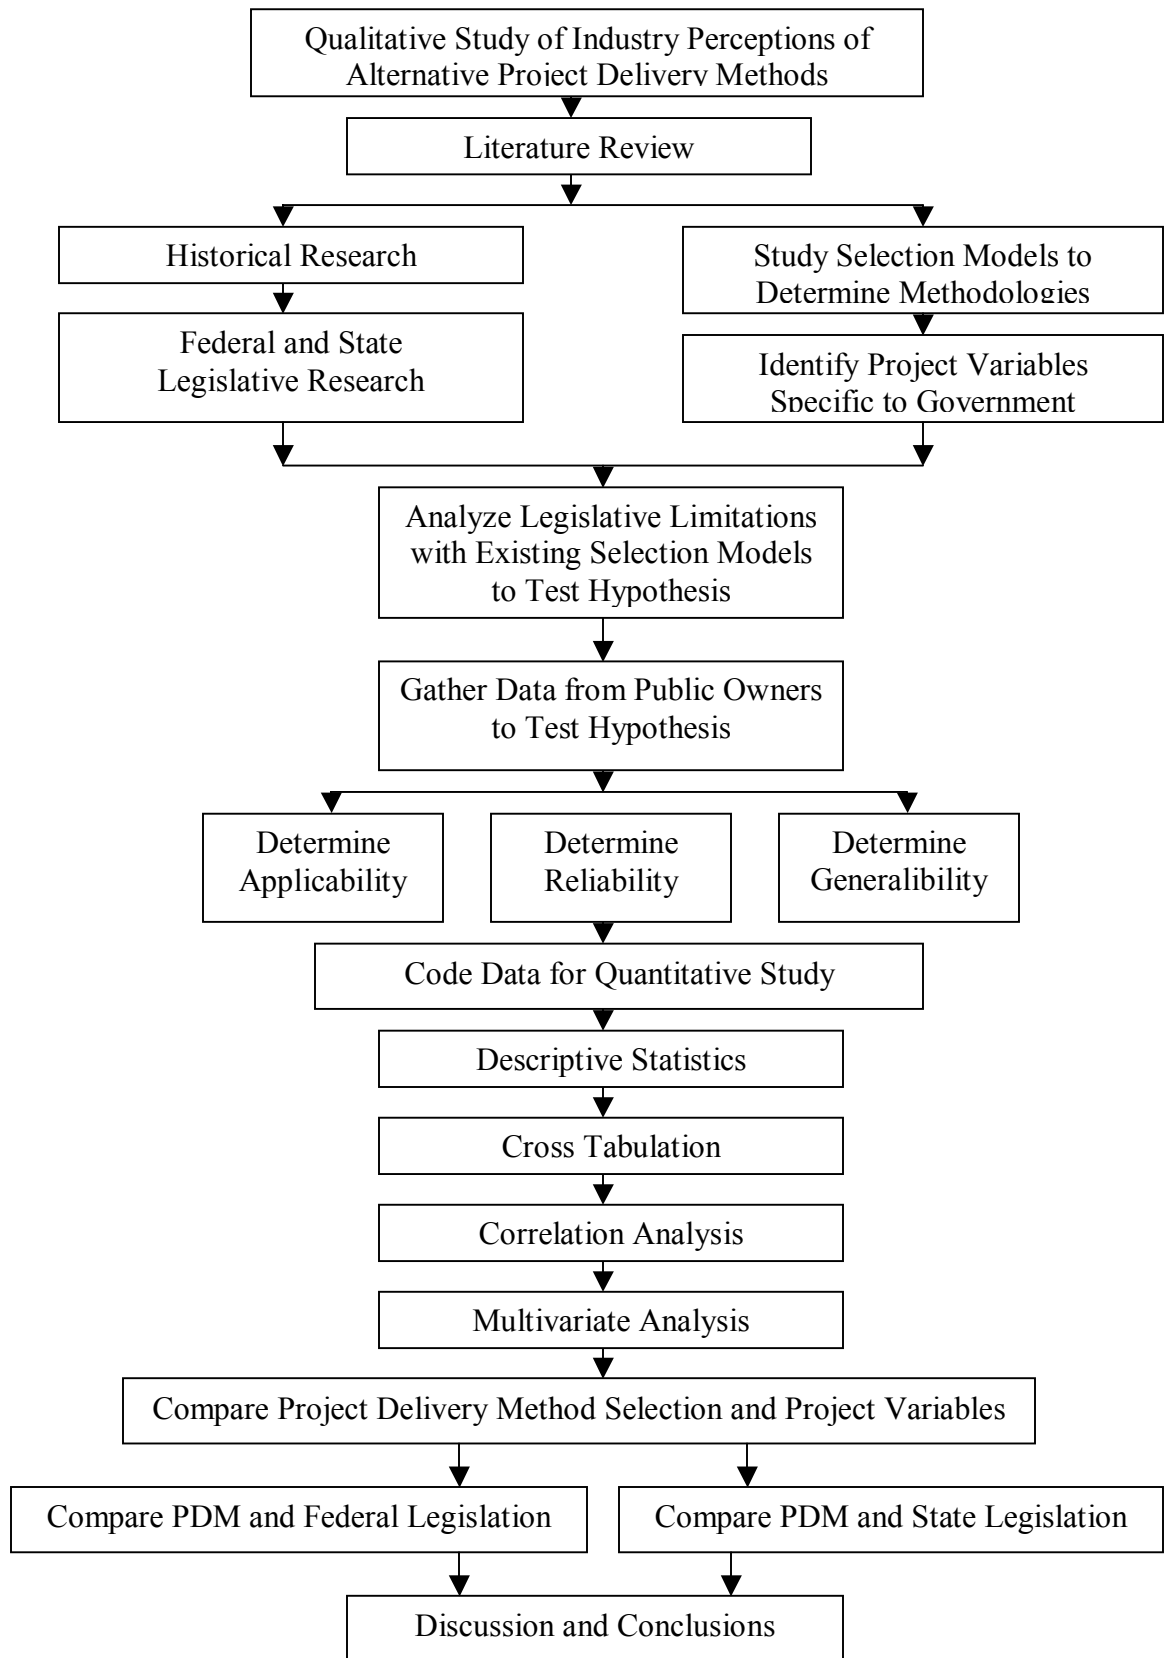 Qualitative Study of Industry Perceptions of
Alternative Project Delivery Methods
Literature Review
Historical Research
Study Selection Models to
Determine Methodologies
Federal and State
Legislative Research
Identify Project Variables
Specific to Government
Analyze Legislative Limitations
with Existing Selection Models
to Test Hypothesis
Gather Data from Public Owners
to Test Hypothesis
Determine
Applicability
Determine
Reliability
Determine
Generalibility
Code Data for Quantitative Study
Descriptive Statistics
Cross Tabulation
Correlation Analysis
Multivariate Analysis
Compare Project Delivery Method Selection and Project Variables
Compare PDM and Federal Legislation
Compare PDM and State Legislation
Discussion and Conclusions